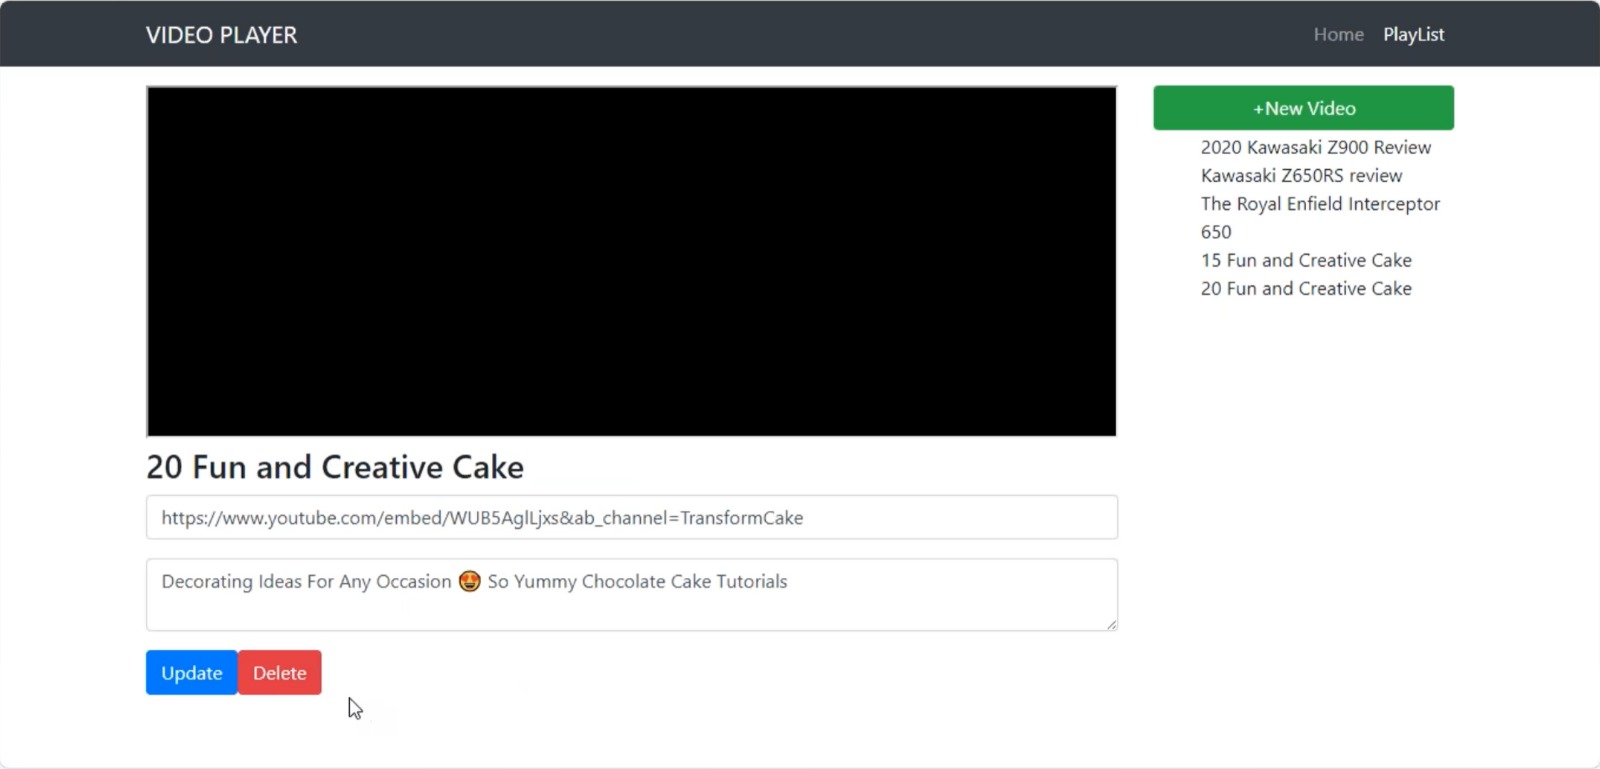 VIDEO PLAYER
Home PlayList
+New Video
2020 Kawasaki Z900 Review
Kawasaki Z650RS review
The Royal Enfield Interceptor
650
15 Fun and Creative Cake
20 Fun and Creative Cake
20 Fun and Creative Cake
https://www.youtube.com/embed/WUB5AglLjxs&ab_channel=TransformCake
Decorating Ideas For Any Occasion 😍 So Yummy Chocolate Cake Tutorials
Update Delete